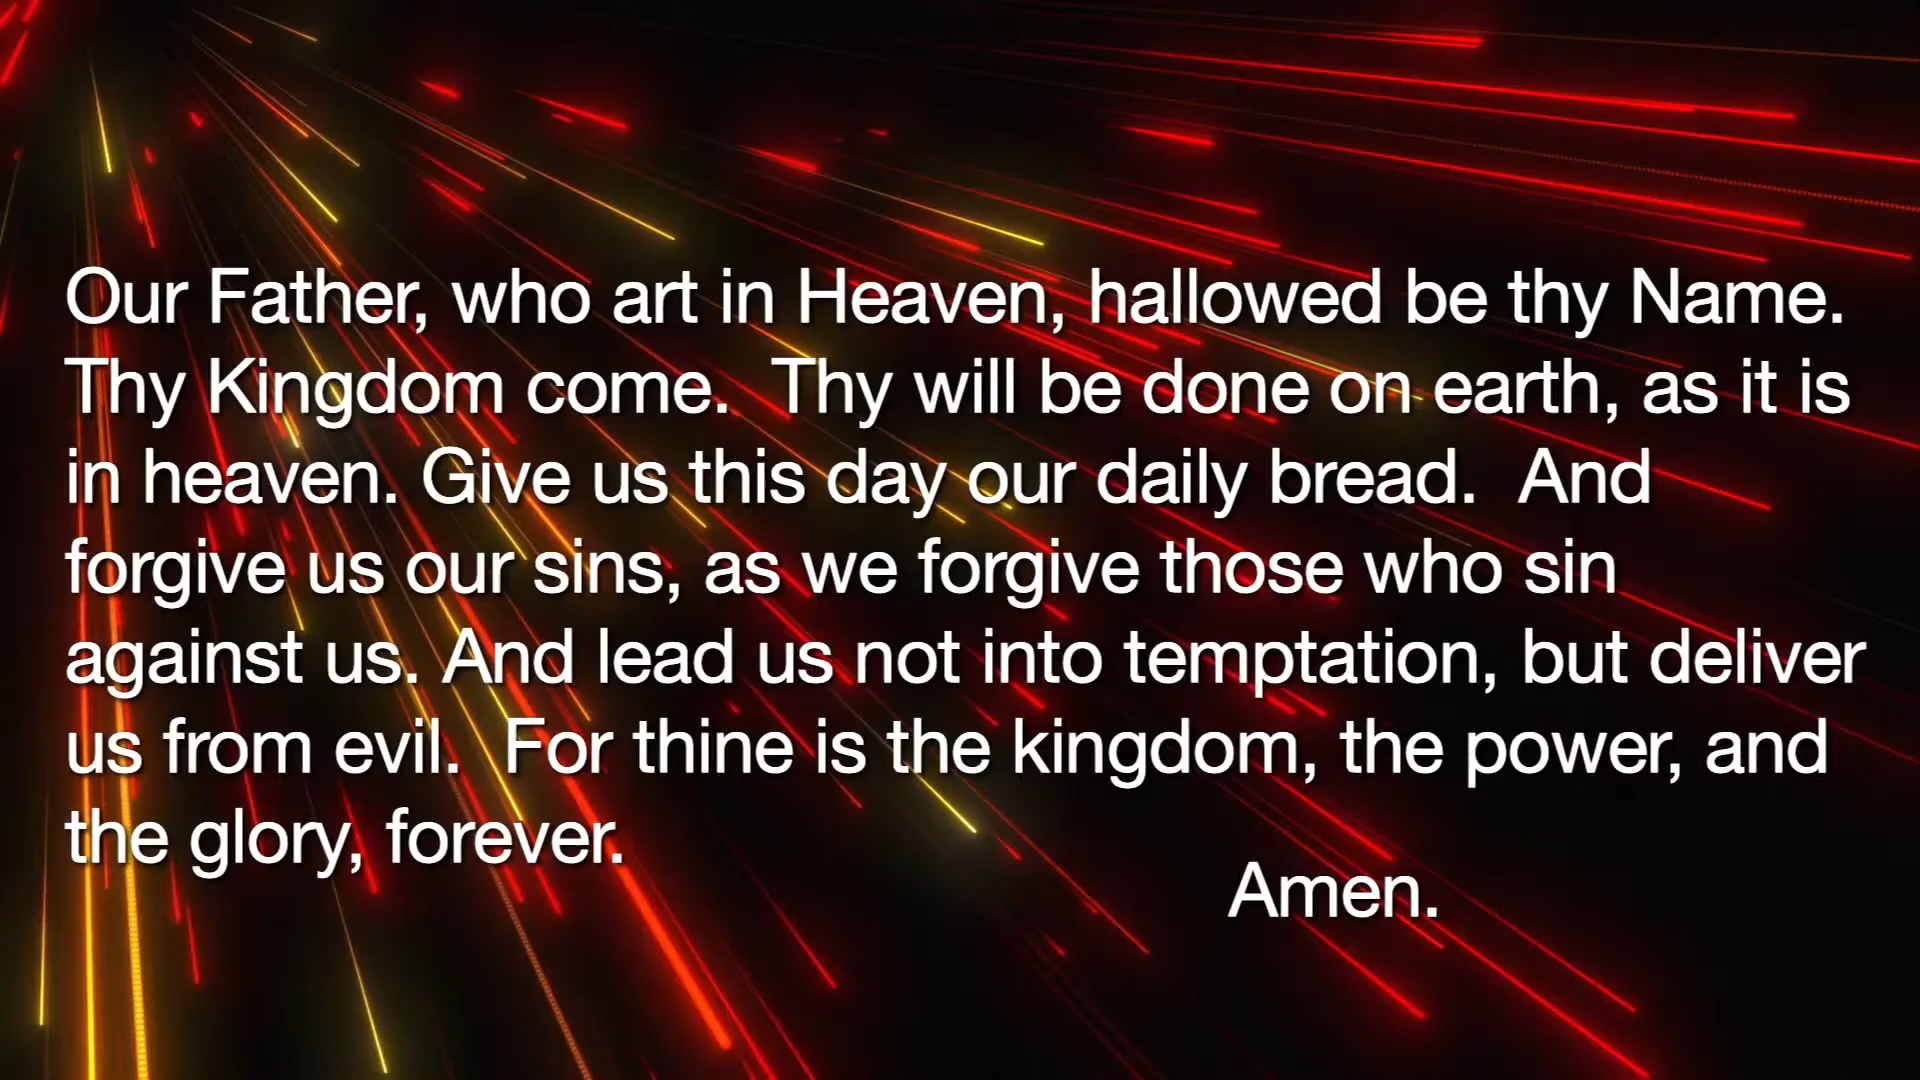 Our Father, who art in Heaven, hallowed be thy Name.
Thy Kingdom come.  Thy will be done on earth, as it is
in heaven. Give us this day our daily bread.  And
forgive us our sins, as we forgive those who sin
against us. And lead us not into temptation, but deliver
us from evil.  For thine is the kingdom, the power, and
the glory, forever.
Amen.